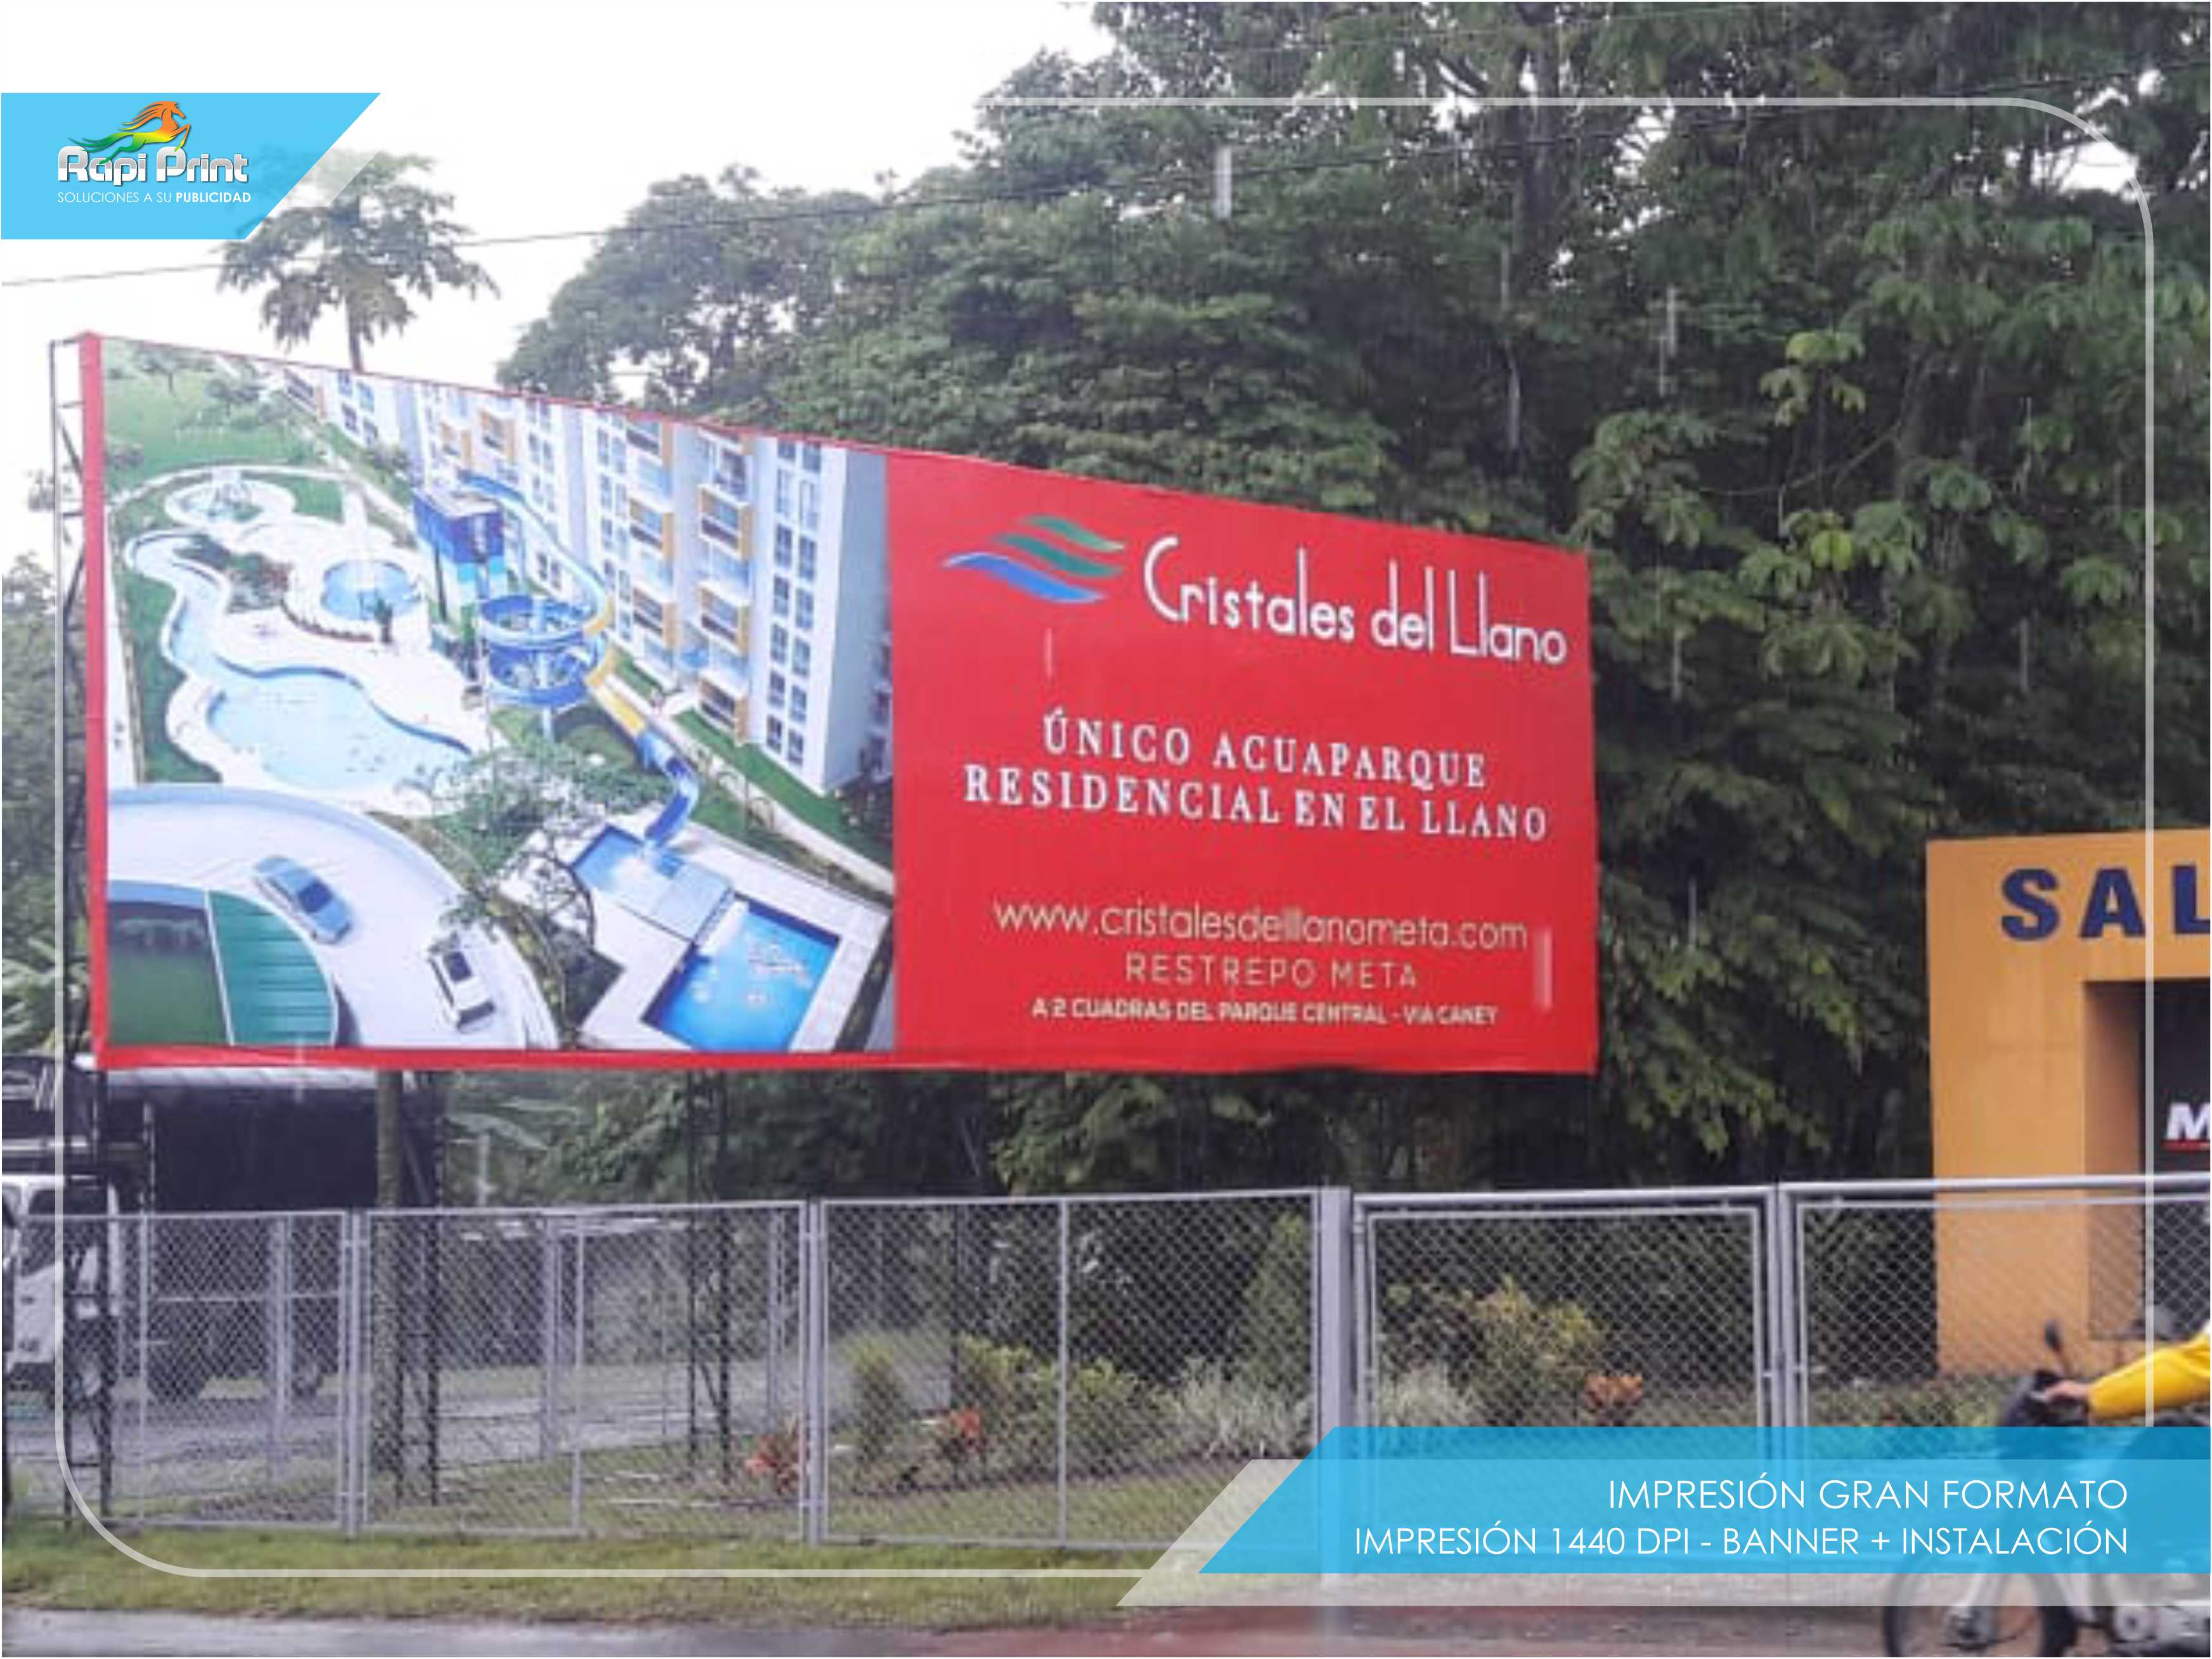 Rapi Print
SOLUCIONES A SU PUBLICIDAD
Cristales del Llano
ÚNICO ACUAPARQUE
RESIDENCIAL EN EL LLANO
www.cristalesdelllanometa.com
RESTREPO META
A 2 CUADRAS DEL PARQUE CENTRAL - VIA CANEY
SAL
M
IMPRESIÓN GRAN FORMATO
IMPRESIÓN 1440 DPI - BANNER + INSTALACIÓN